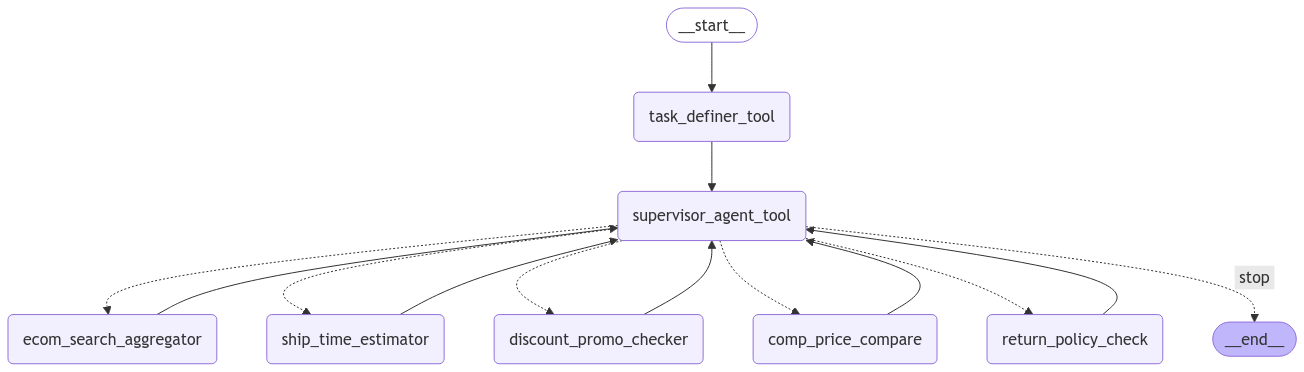 __start__
task_definer_tool
supervisor_agent_tool
stop
ecom_search_aggregator
ship_time_estimator
discount_promo_checker
comp_price_compare
return_policy_check
__end__